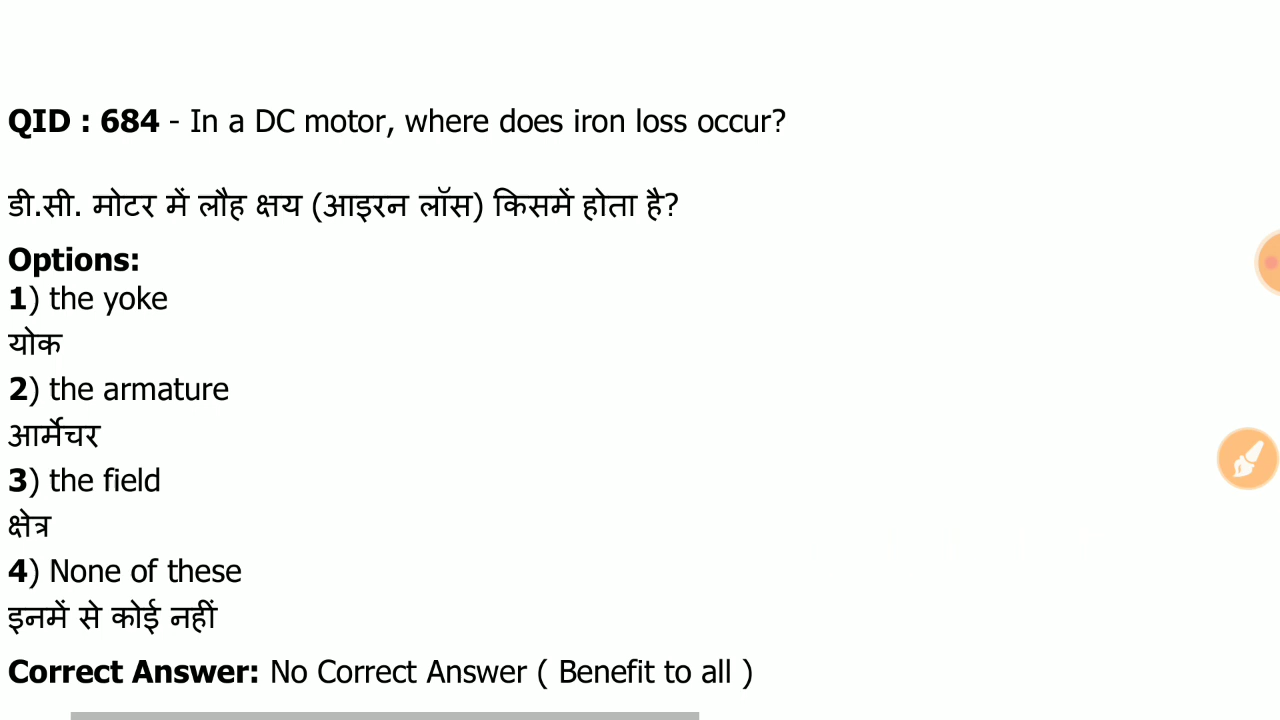 QID : 684 - In a DC motor, where does iron loss occur?
डी.सी. मोटर में लौह क्षय (आइरन लॉस) किसमें होता है?
Options:
1) the yoke
योक
2) the armature
आर्मेचर
3) the field
क्षेत्र
4) None of these
इनमें से कोई नहीं
Correct Answer: No Correct Answer ( Benefit to all )